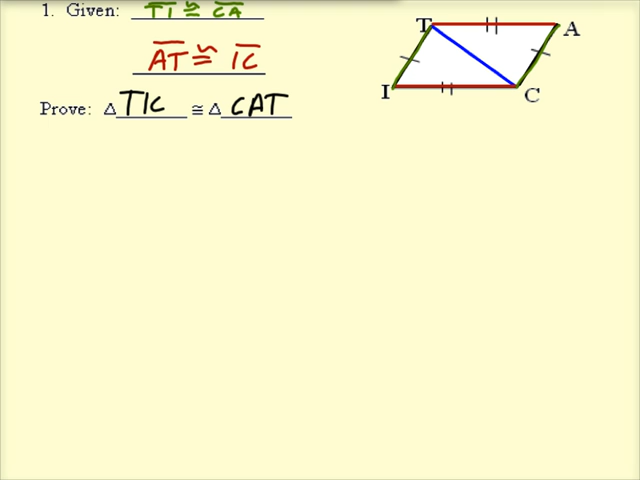 1. Given: TI ≅ CA
AT ≅ IC
Prove: △ TIC ≅ △ CAT
T
A
I
C